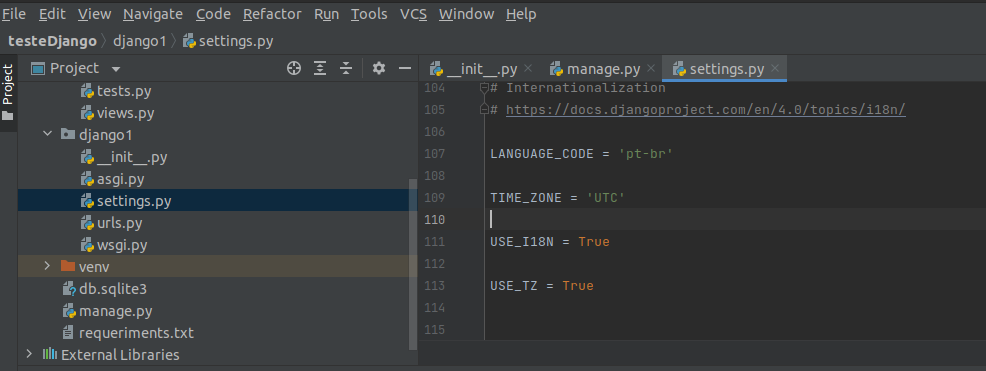 File Edit View Navigate Code Refactor Run Tools VCS Window Help
testeDjango django1 settings.py
Project
Project
tests.py
views.py
django1
__init__.py
asgi.py
settings.py
urls.py
wsgi.py
venv
db.sqlite3
manage.py
requeriments.txt
External Libraries
__init__.py manage.py settings.py
104 # Internationalization
105 # https://docs.djangoproject.com/en/4.0/topics/i18n/
106
107 LANGUAGE_CODE = 'pt-br'
108
109 TIME_ZONE = 'UTC'
110
111 USE_I18N = True
112
113 USE_TZ = True
114
115